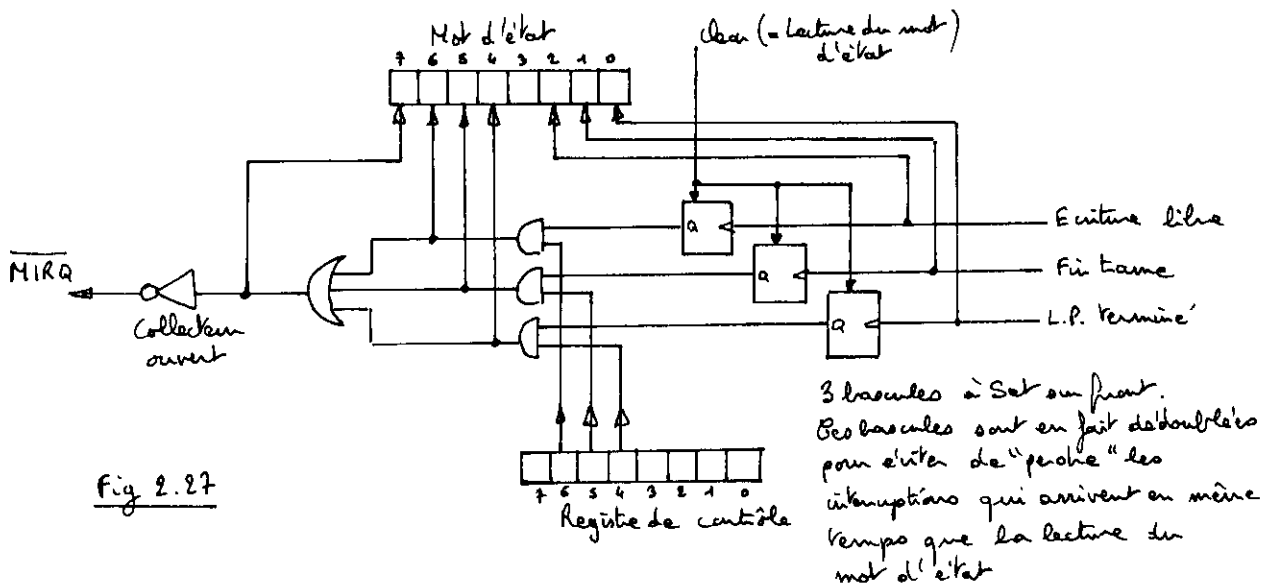 Mot d'état
7 6 5 4 3 2 1 0
Clear (= Lecture du mot)
d'état
Ecriture libre
Fin trame
L.P. terminé
Q
Q
Q
MIRQ
Collecteur
ouvert
3 bascules à Set sur front.
Ces bascules sont en fait dédoublées
pour éviter de "perdre" les
interruptions qui arrivent en même
temps que la lecture du
mot d'état
7 6 5 4 3 2 1 0
Registre de contrôle
Fig 2.27